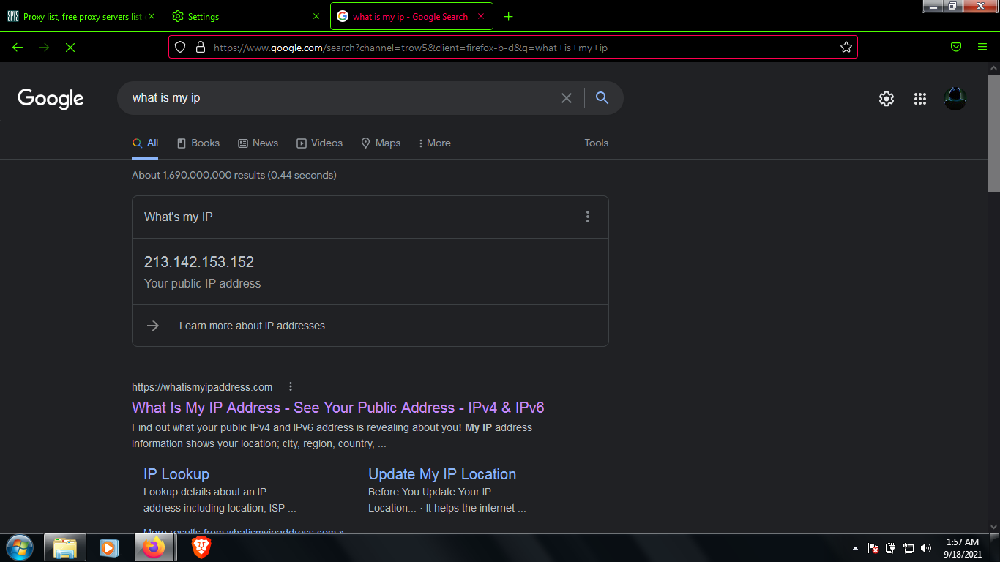 Proxy list, free proxy servers list
Settings
what is my ip - Google Search
https://www.google.com/search?channel=trow5&client=firefox-b-d&q=what+is+my+ip
Google
what is my ip
All
Books
News
Videos
Maps
More
Tools
About 1,690,000,000 results (0.44 seconds)
What's my IP
213.142.153.152
Your public IP address
Learn more about IP addresses
https://whatismyipaddress.com
What Is My IP Address - See Your Public Address - IPv4 & IPv6
Find out what your public IPv4 and IPv6 address is revealing about you! My IP address
information shows your location; city, region, country, ...
IP Lookup
Lookup details about an IP
address including location, ISP ...
Update My IP Location
Before You Update Your IP
Location... · It helps the internet ...
More results from whatismyipaddress.com »
1:57 AM
9/18/2021